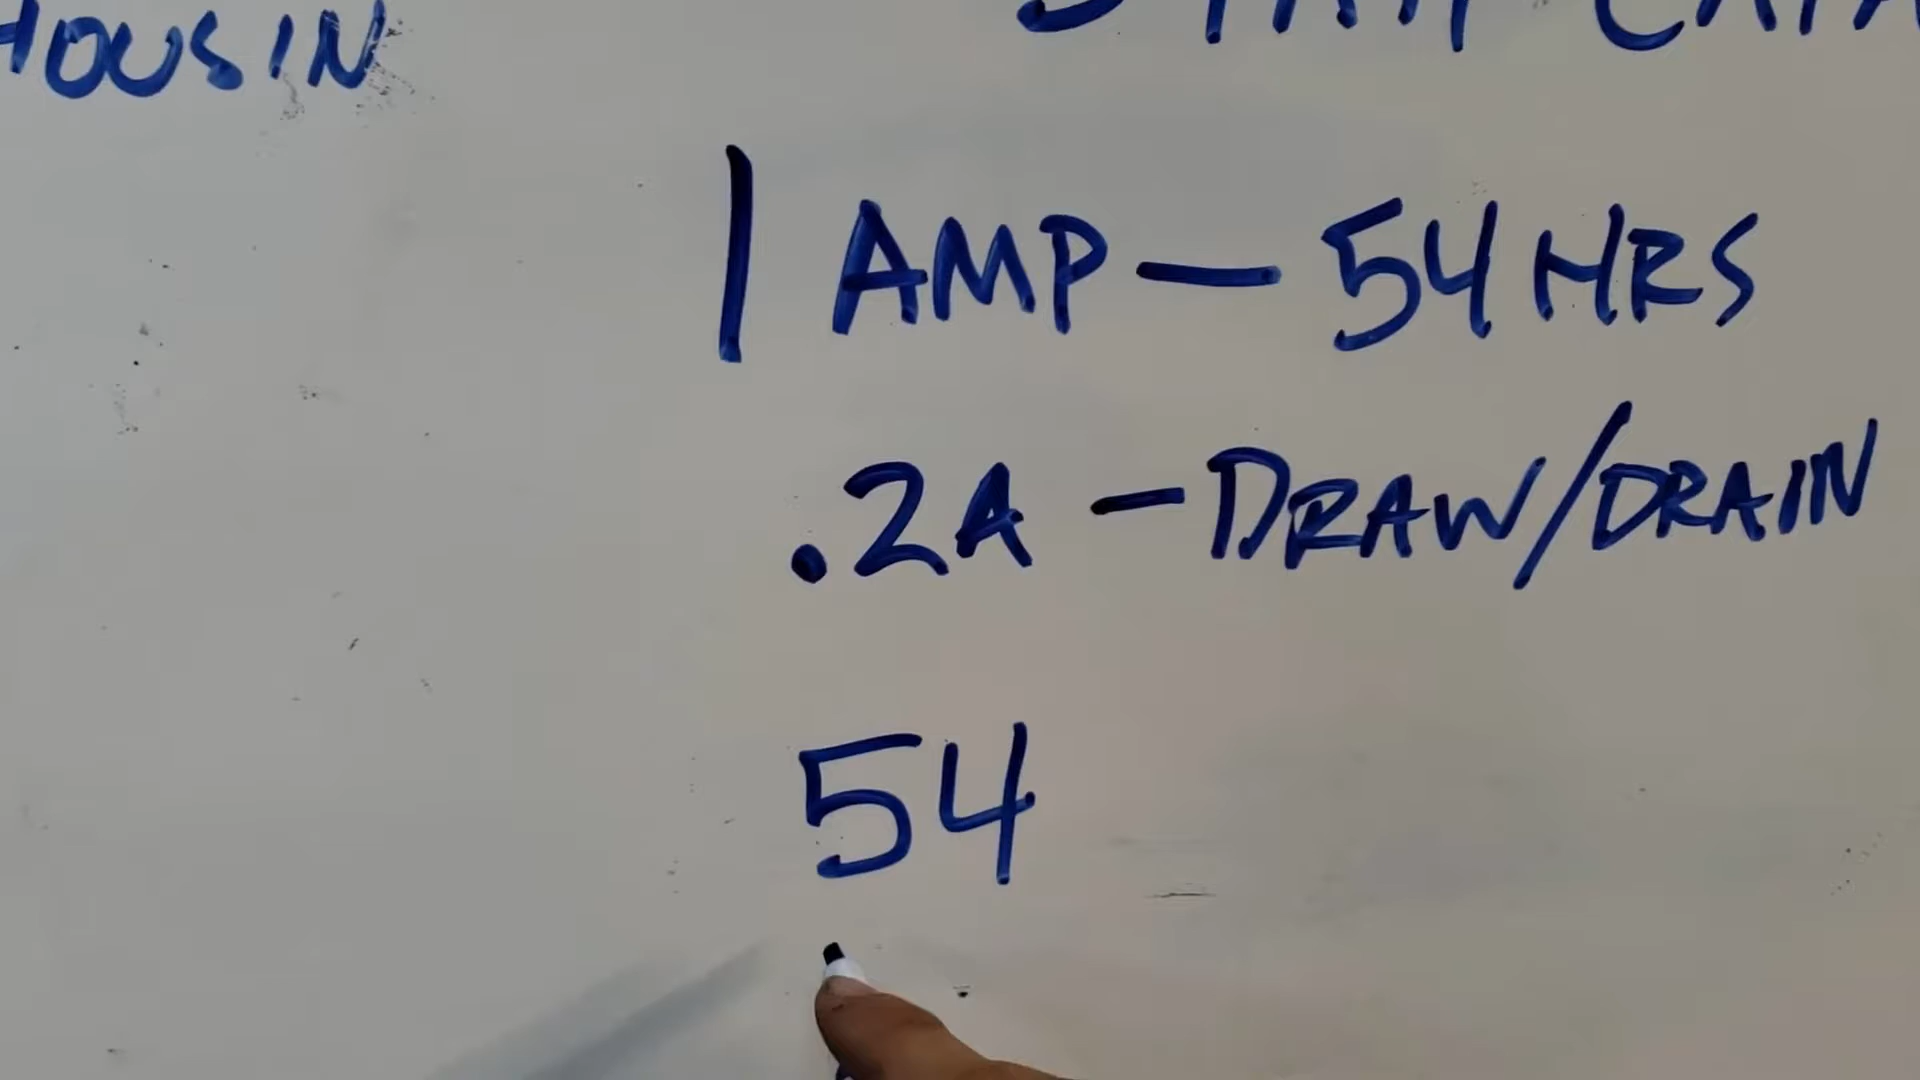 HOUSIN
1 AMP — 54 HRS
.2A - DRAW/DRAIN
54